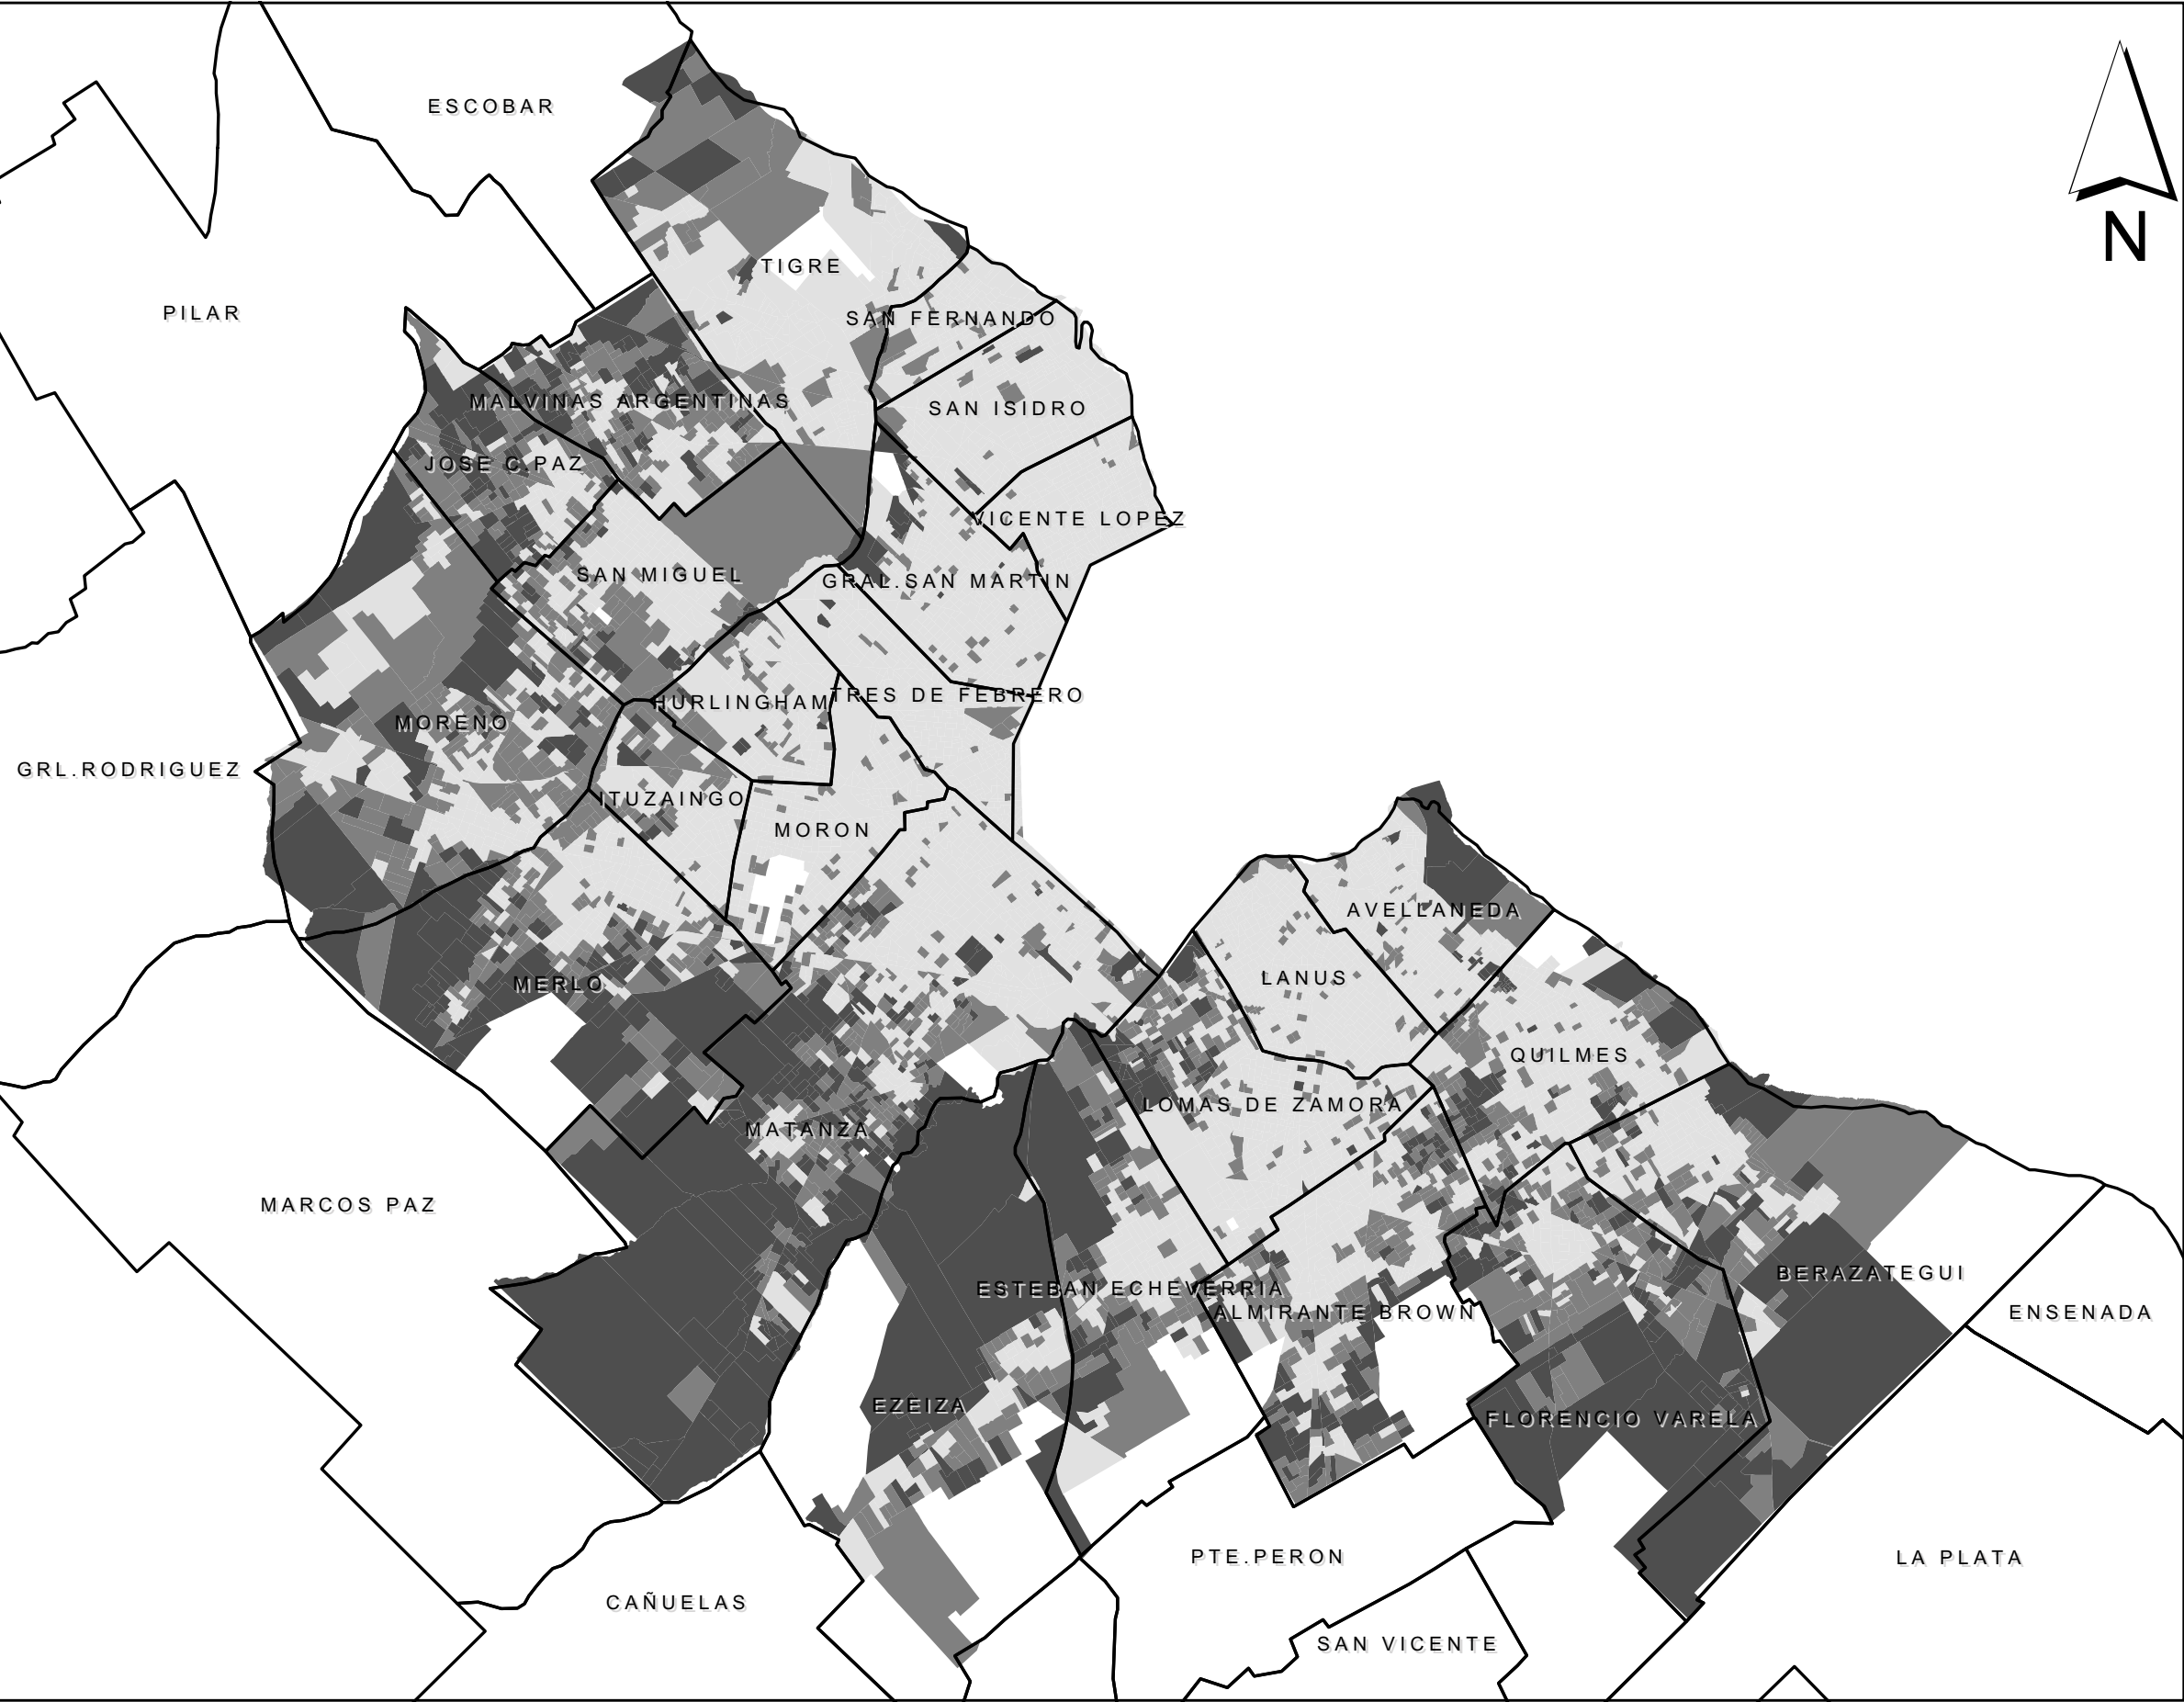 ESCOBAR
N
TIGRE
PILAR
SAN FERNANDO
MALVINAS ARGENTINAS
SAN ISIDRO
JOSE C.PAZ
VICENTE LOPEZ
SAN MIGUEL
GRAL.SAN MARTIN
HURLINGHAM
TRES DE FEBRERO
MORENO
GRL.RODRIGUEZ
ITUZAINGO
MORON
AVELLANEDA
LANUS
MERLO
QUILMES
LOMAS DE ZAMORA
MATANZA
MARCOS PAZ
BERAZATEGUI
ESTEBAN ECHEVERRIA
ALMIRANTE BROWN
ENSENADA
EZEIZA
FLORENCIO VARELA
PTE.PERON
LA PLATA
CAÑUELAS
SAN VICENTE